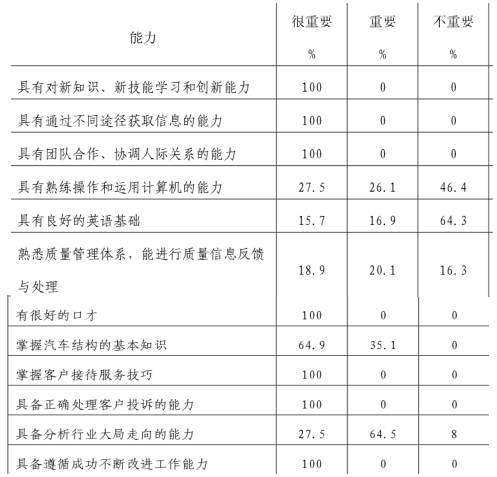 能力 很重要 重要 不重要
% % %
具有对新知识、新技能学习和创新能力 100 0 0
具有通过不同途径获取信息的能力 100 0 0
具有团队合作、协调人际关系的能力 100 0 0
具有熟练操作和运用计算机的能力 27.5 26.1 46.4
具有良好的英语基础 15.7 16.9 64.3
熟悉质量管理体系，能进行质量信息反馈
与处理 18.9 20.1 16.3
有很好的口才 100 0 0
掌握汽车结构的基本知识 64.9 35.1 0
掌握客户接待服务技巧 100 0 0
具备正确处理客户投诉的能力 100 0 0
具备分析行业大局走向的能力 27.5 64.5 8
具备遵循成功不断改进工作能力 100 0 0